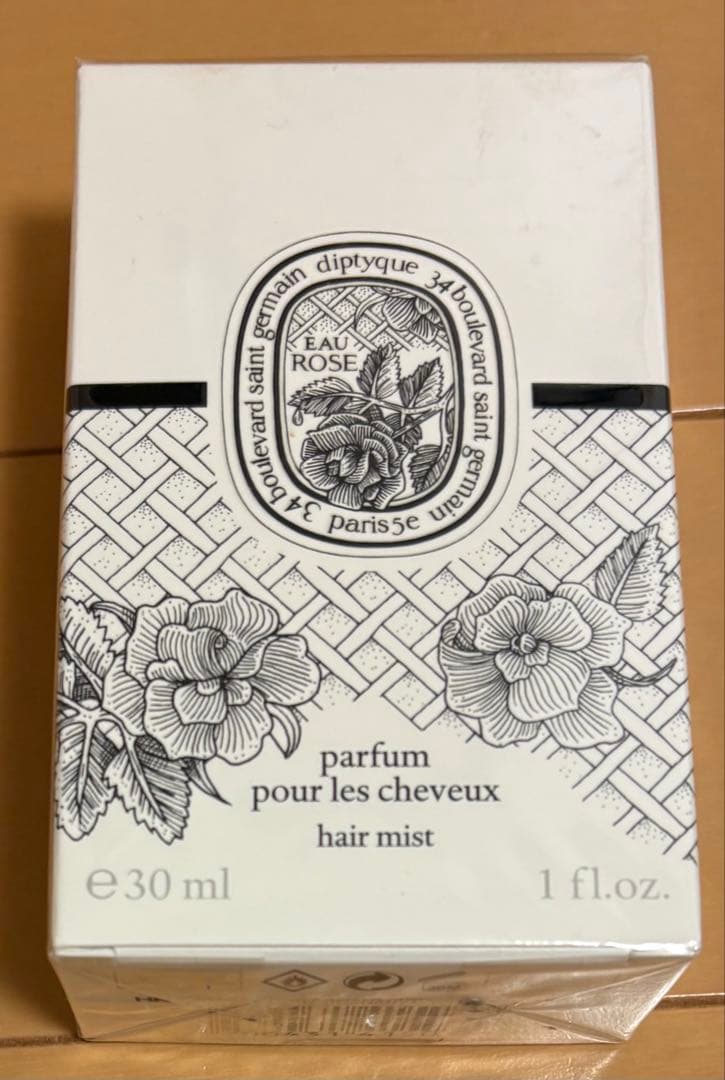 diptyque 34 boulevard saint germain paris 5e 34 boulevard saint germain
EAU
ROSE
parfum
pour les cheveux
hair mist
e 30 ml
1 fl.oz.